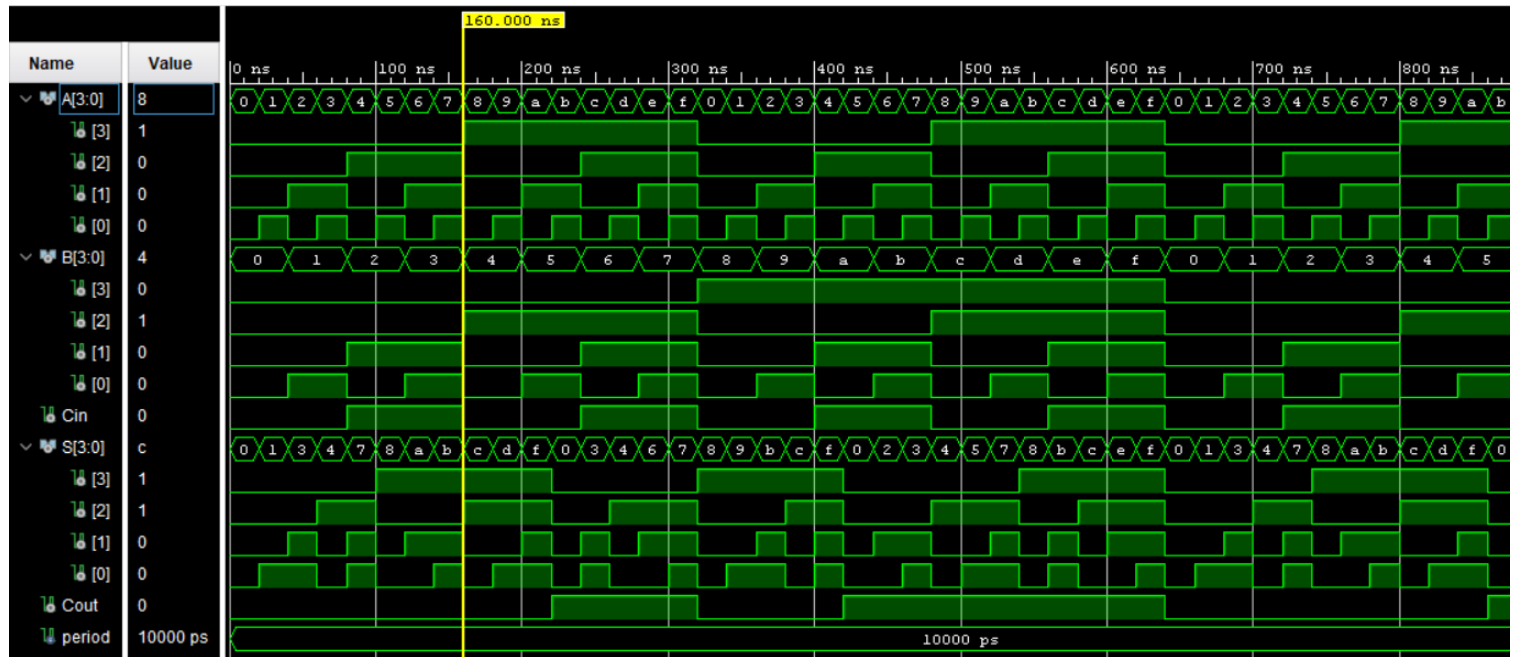 160.000 ns
Name Value 0 ns 100 ns 200 ns 300 ns 400 ns 500 ns 600 ns 700 ns 800 ns
A[3:0] 8 0 1 2 3 4 5 6 7 8 9 a b c d e f 0 1 2 3 4 5 6 7 8 9 a b c d e f 0 1 2 3 4 5 6 7 8 9 a b
[3] 1
[2] 0
[1] 0
[0] 0
B[3:0] 4 0 1 2 3 4 5 6 7 8 9 a b c d e f 0 1 2 3 4 5
[3] 0
[2] 1
[1] 0
[0] 0
Cin 0
S[3:0] c 0 1 3 4 7 8 a b c d f 0 3 4 6 7 8 9 b c f 0 2 3 4 5 7 8 b c e f 0 1 3 4 7 8 a b c d f 0
[3] 1
[2] 1
[1] 0
[0] 0
Cout 0
period 10000 ps 10000 ps